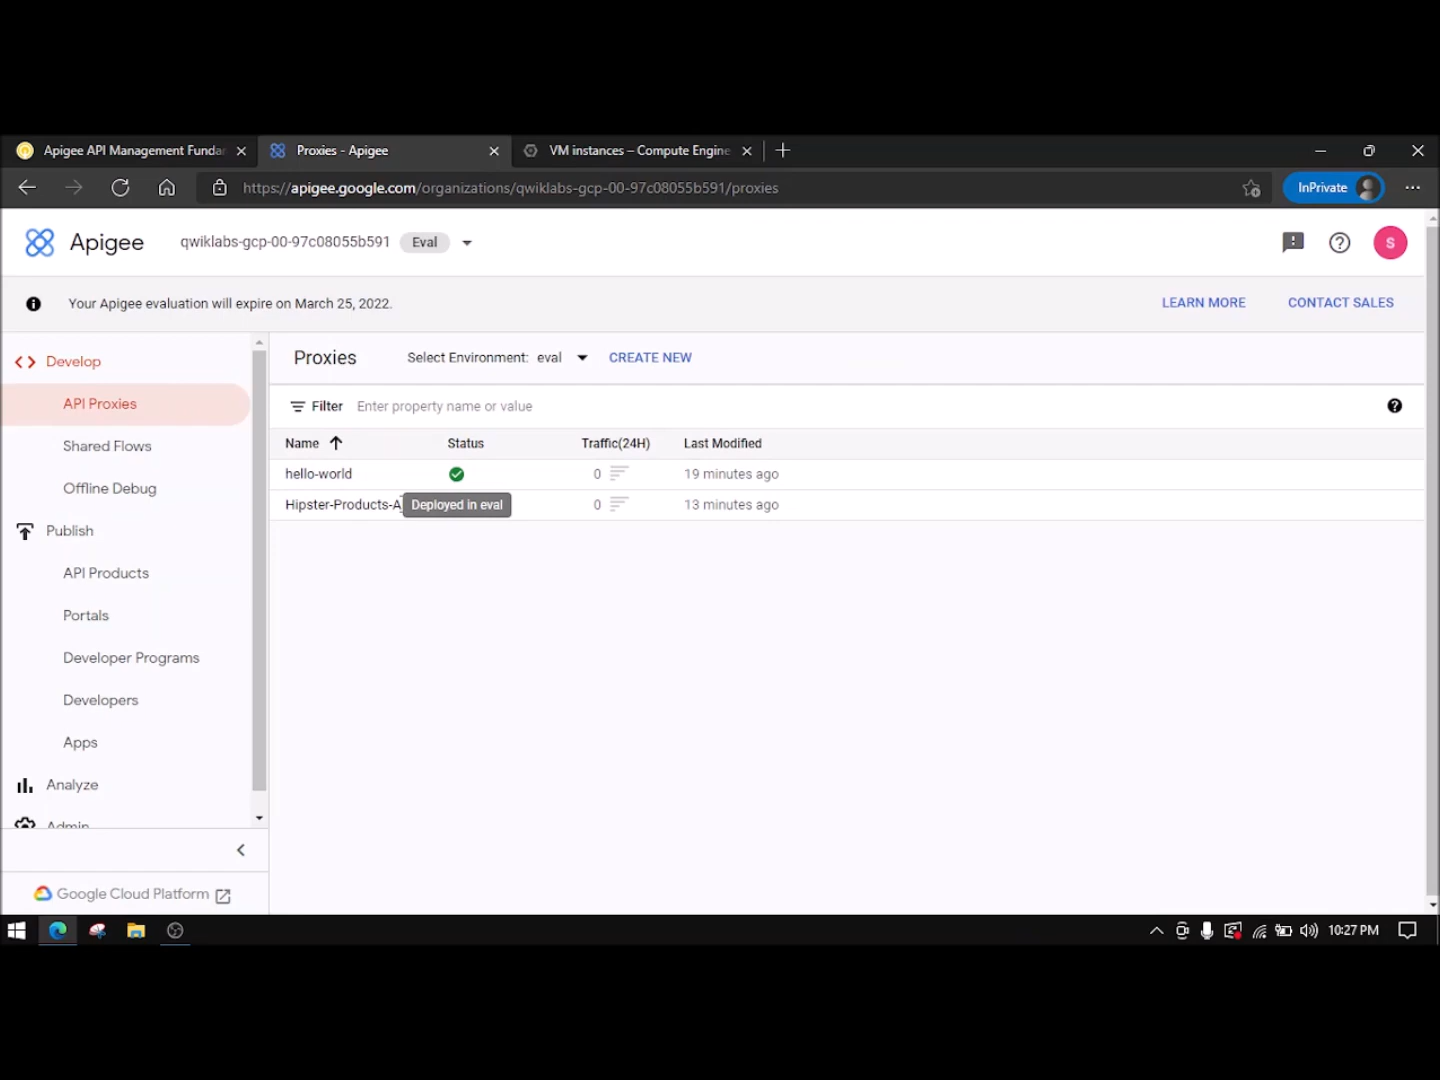 Apigee API Management Funda
Proxies - Apigee
VM instances – Compute Engine
https://apigee.google.com/organizations/qwiklabs-gcp-00-97c08055b591/proxies
InPrivate
Apigee
qwiklabs-gcp-00-97c08055b591
Eval
S
Your Apigee evaluation will expire on March 25, 2022.
LEARN MORE
CONTACT SALES
Develop
API Proxies
Shared Flows
Offline Debug
Publish
API Products
Portals
Developer Programs
Developers
Apps
Analyze
Admin
Google Cloud Platform
Proxies
Select Environment: eval
CREATE NEW
Filter
Enter property name or value
Name Status Traffic(24H) Last Modified
hello-world 0 19 minutes ago
Hipster-Products-A 0 13 minutes ago
Deployed in eval
10:27 PM